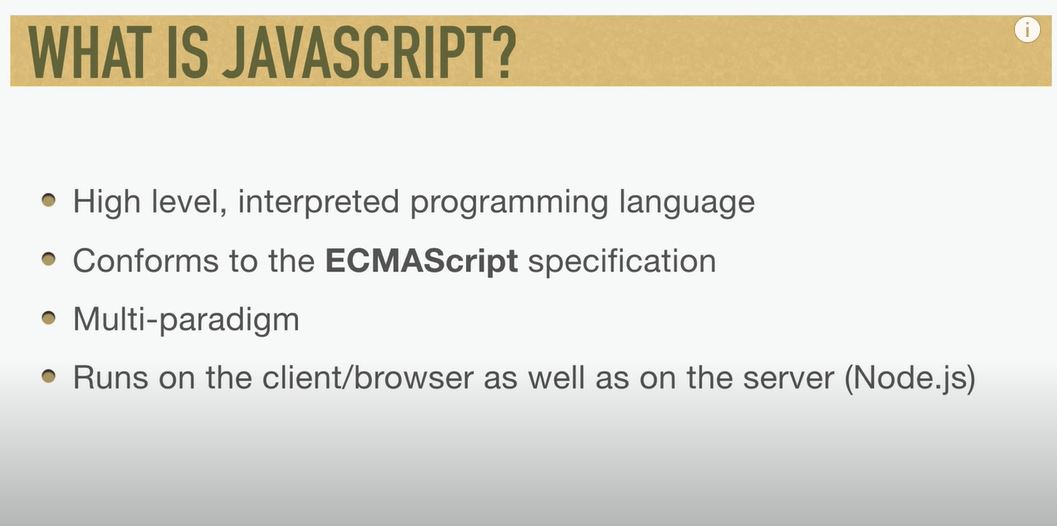 WHAT IS JAVASCRIPT?
i
High level, interpreted programming language
Conforms to the ECMAScript specification
Multi-paradigm
Runs on the client/browser as well as on the server (Node.js)